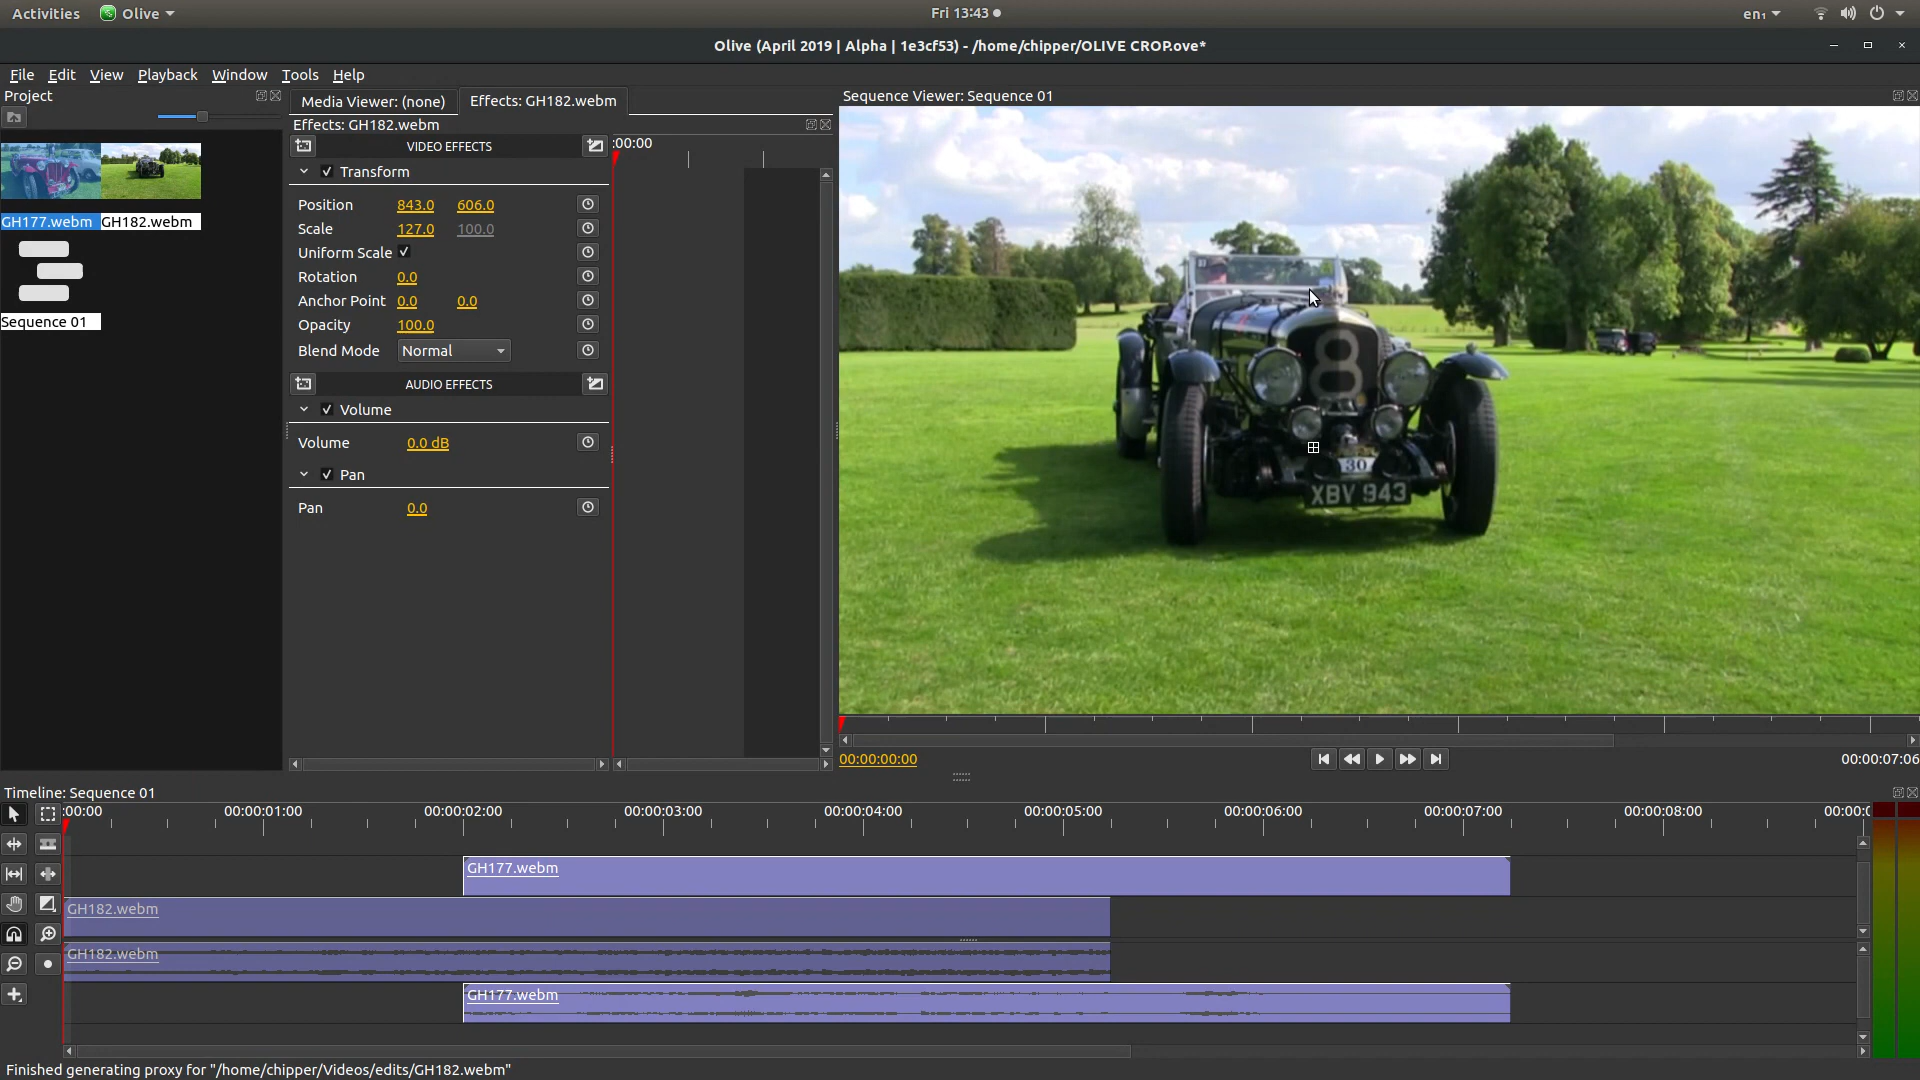 Activities Olive Fri 13:43 en₁
Olive (April 2019 | Alpha | 1e3cf53) - /home/chipper/OLIVE CROP.ove*
File Edit View Playback Window Tools Help
Project
Media Viewer: (none) Effects: GH182.webm
Sequence Viewer: Sequence 01
Effects: GH182.webm
VIDEO EFFECTS
:00:00
Transform
Position 843.0 606.0
Scale 127.0 100.0
Uniform Scale
Rotation 0.0
Anchor Point 0.0 0.0
Opacity 100.0
Blend Mode Normal
AUDIO EFFECTS
Volume
Volume 0.0 dB
Pan
Pan 0.0
GH177.webm GH182.webm
Sequence 01
8
30
XBV 943
00:00:00:00
00:00:07:06
Timeline: Sequence 01
:00:00 00:00:01:00 00:00:02:00 00:00:03:00 00:00:04:00 00:00:05:00 00:00:06:00 00:00:07:00 00:00:08:00 00:00:0
GH177.webm
GH182.webm
GH182.webm
GH177.webm
Finished generating proxy for "/home/chipper/Videos/edits/GH182.webm"